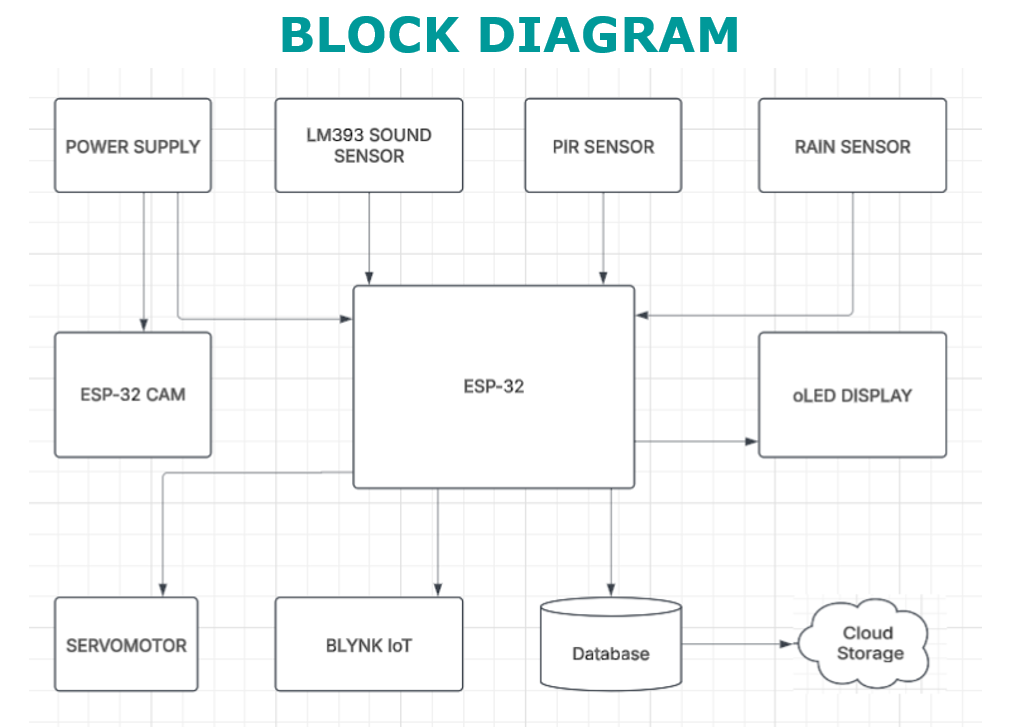 BLOCK DIAGRAM
POWER SUPPLY
LM393 SOUND
SENSOR
PIR SENSOR
RAIN SENSOR
ESP-32 CAM
ESP-32
oLED DISPLAY
SERVOMOTOR
BLYNK IoT
Database
Cloud
Storage